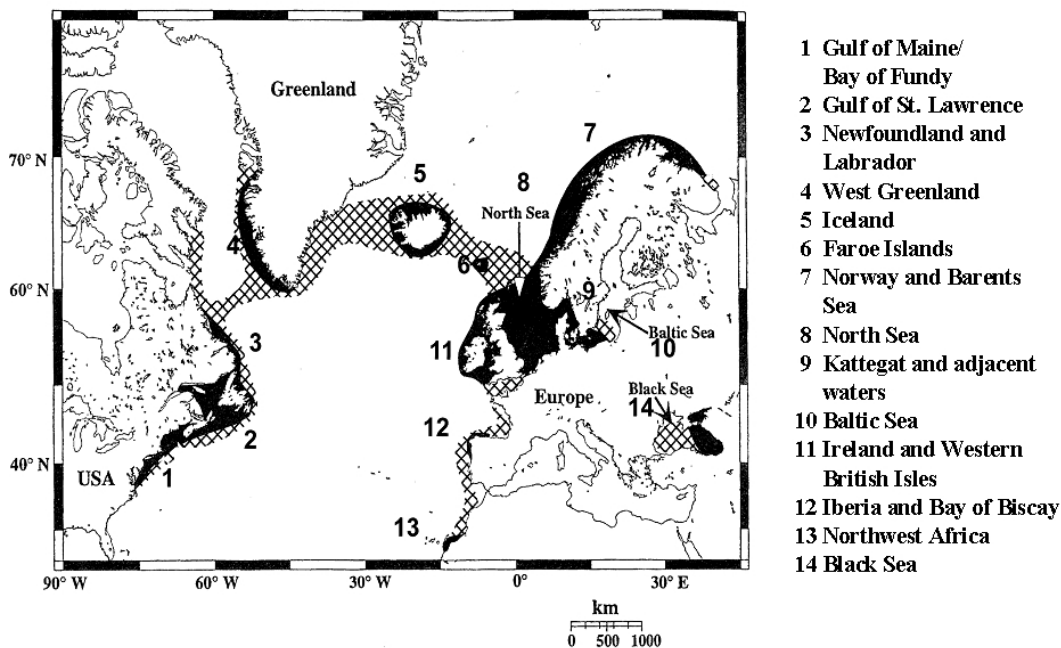 Greenland
70° N
60° N
40° N
7
5
8
North Sea
4
6
9
3
11
Baltic Sea
10
Black Sea
Europe
14
12
2
USA
1
13
90° W
60° W
30° W
0°
30° E
km
0 500 1000
1 Gulf of Maine/
Bay of Fundy
2 Gulf of St. Lawrence
3 Newfoundland and
Labrador
4 West Greenland
5 Iceland
6 Faroe Islands
7 Norway and Barents
Sea
8 North Sea
9 Kattegat and adjacent
waters
10 Baltic Sea
11 Ireland and Western
British Isles
12 Iberia and Bay of Biscay
13 Northwest Africa
14 Black Sea